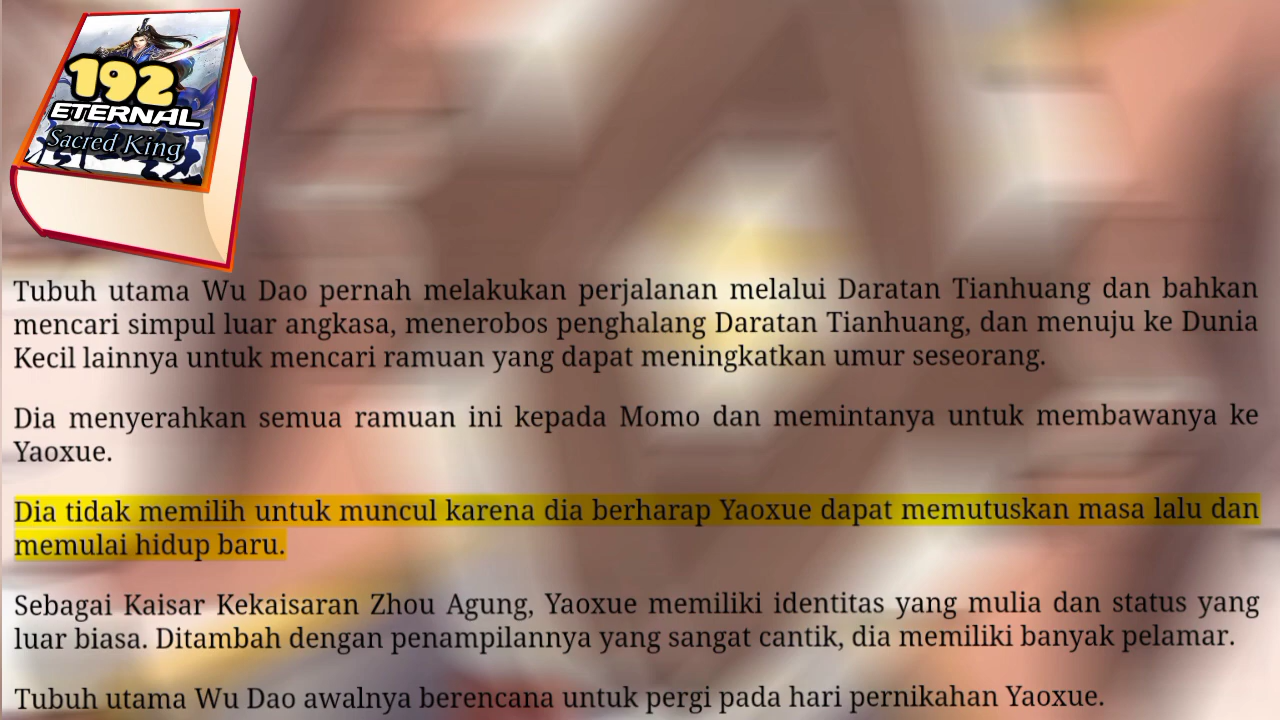 192
ETERNAL
Sacred King
Tubuh utama Wu Dao pernah melakukan perjalanan melalui Daratan Tianhuang dan bahkan
mencari simpul luar angkasa, menerobos penghalang Daratan Tianhuang, dan menuju ke Dunia
Kecil lainnya untuk mencari ramuan yang dapat meningkatkan umur seseorang.
Dia menyerahkan semua ramuan ini kepada Momo dan memintanya untuk membawanya ke
Yaoxue.
Dia tidak memilih untuk muncul karena dia berharap Yaoxue dapat memutuskan masa lalu dan
memulai hidup baru.
Sebagai Kaisar Kekaisaran Zhou Agung, Yaoxue memiliki identitas yang mulia dan status yang
luar biasa. Ditambah dengan penampilannya yang sangat cantik, dia memiliki banyak pelamar.
Tubuh utama Wu Dao awalnya berencana untuk pergi pada hari pernikahan Yaoxue.